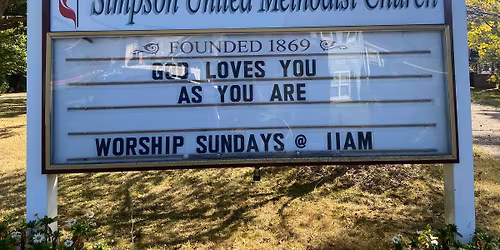 Simpson United Methodist Church
FOUNDED 1869
GOD LOVES YOU
AS YOU ARE
WORSHIP SUNDAYS @ 11AM